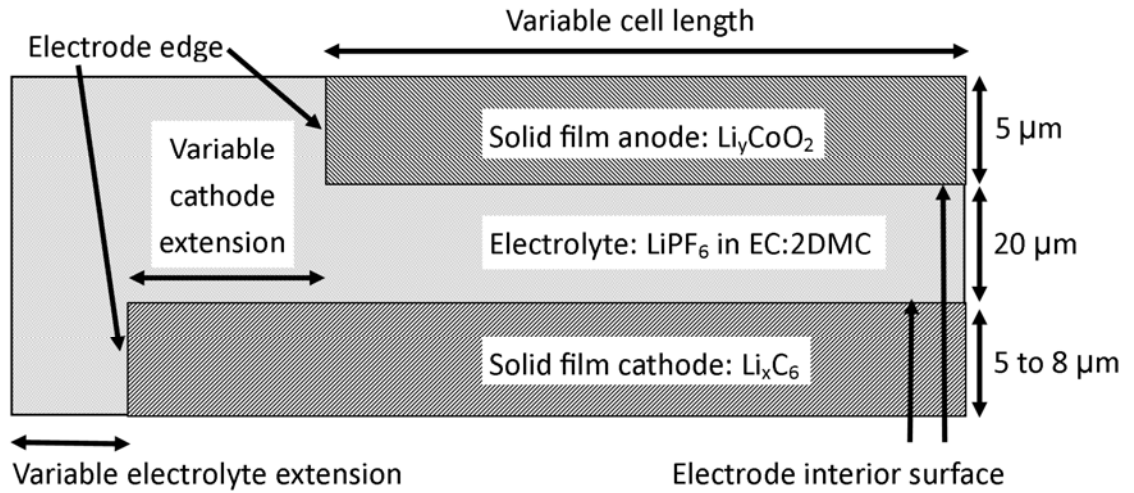 Variable cell length
Electrode edge
Solid film anode: LiyCoO2
5 µm
Variable
cathode
extension
Electrolyte: LiPF6 in EC:2DMC
20 µm
Solid film cathode: LixC6
5 to 8 µm
Variable electrolyte extension
Electrode interior surface